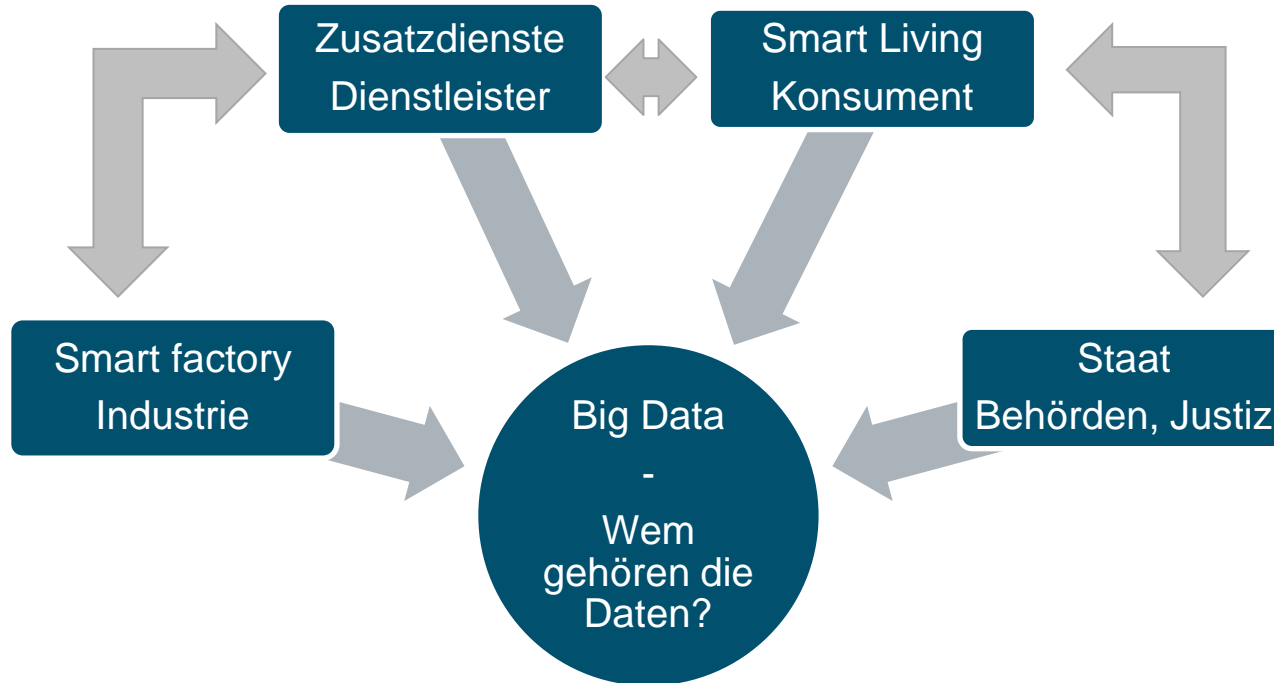 Zusatzdienste
Dienstleister
Smart Living
Konsument
Smart factory
Industrie
Staat
Behörden, Justiz
Big Data
-
Wem
gehören die
Daten?